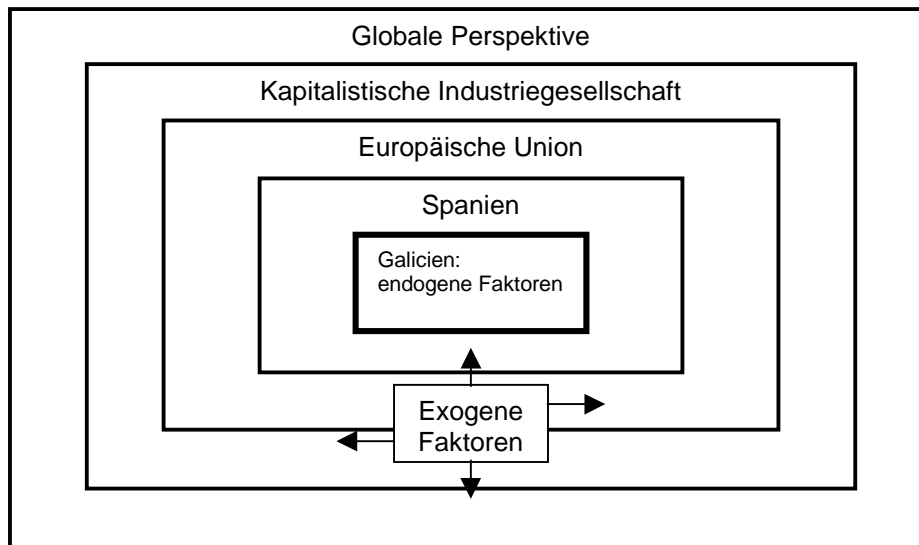 Globale Perspektive
Kapitalistische Industriegesellschaft
Europäische Union
Spanien
Galicien:
endogene Faktoren
Exogene
Faktoren